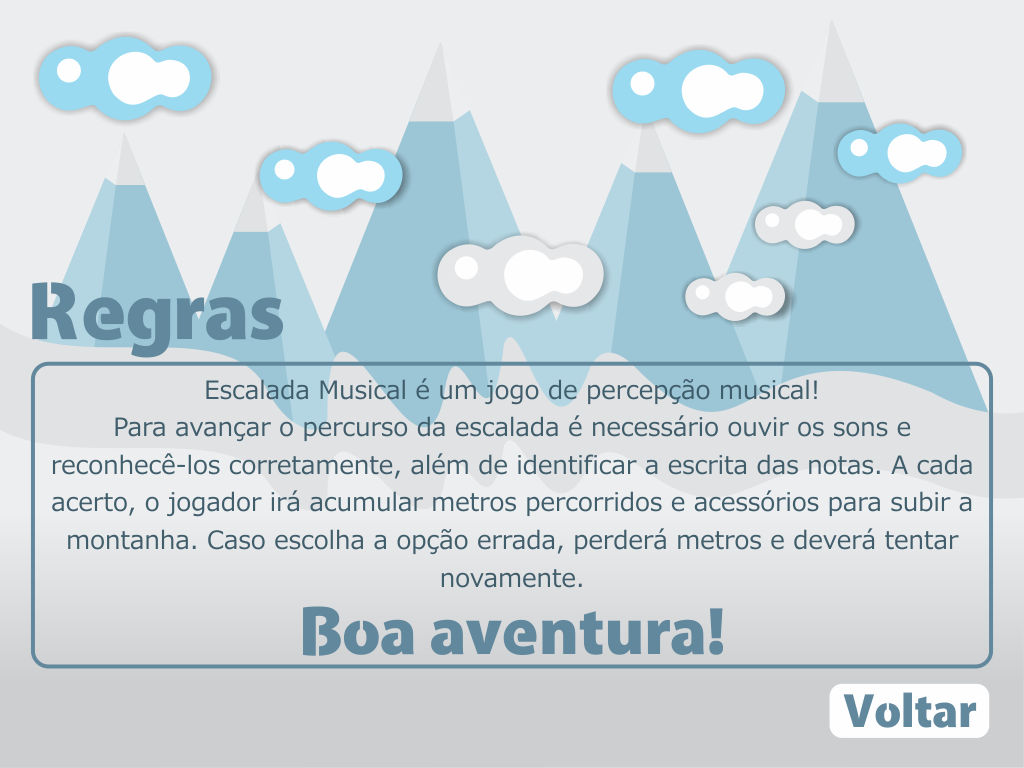 Regras
Escalada Musical é um jogo de percepção musical!
Para avançar o percurso da escalada é necessário ouvir os sons e
reconhecê-los corretamente, além de identificar a escrita das notas. A cada
acerto, o jogador irá acumular metros percorridos e acessórios para subir a
montanha. Caso escolha a opção errada, perderá metros e deverá tentar
novamente.
Boa aventura!
Voltar